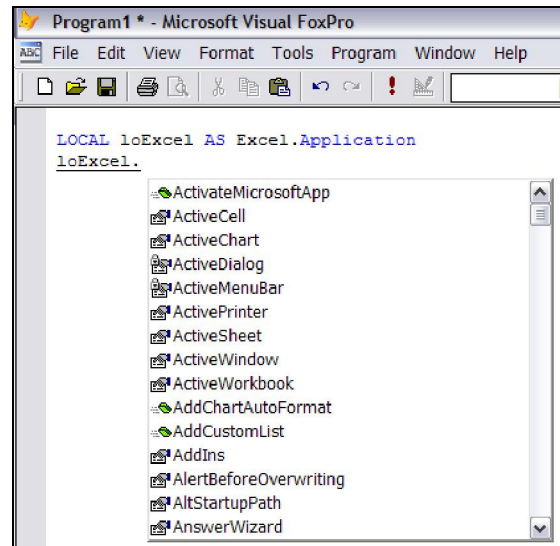 Program1 * - Microsoft Visual FoxPro
ABC File Edit View Format Tools Program Window Help
LOCAL loExcel AS Excel.Application
loExcel.
ActivateMicrosoftApp
ActiveCell
ActiveChart
ActiveDialog
ActiveMenuBar
ActivePrinter
ActiveSheet
ActiveWindow
ActiveWorkbook
AddChartAutoFormat
AddCustomList
AddIns
AlertBeforeOverwriting
AltStartupPath
AnswerWizard